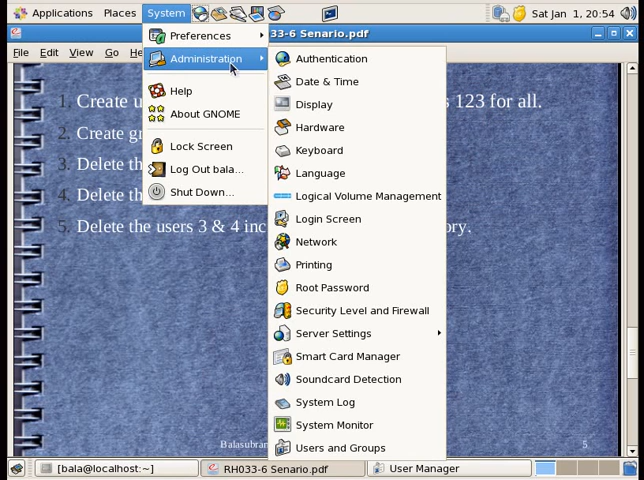 Applications Places System Sat Jan 1, 20:54
33-6 Senario.pdf
File Edit View Go He
Preferences
Administration
Help
About GNOME
Lock Screen
Log Out bala...
Shut Down...
Authentication
Date & Time
Display
Hardware
Keyboard
Language
Logical Volume Management
Login Screen
Network
Printing
Root Password
Security Level and Firewall
Server Settings
Smart Card Manager
Soundcard Detection
System Log
System Monitor
Users and Groups
1. Create u s 123 for all.
2. Create gr
3. Delete th
4. Delete th
5. Delete the users 3 & 4 inc ory.
Balasubran 5
[bala@localhost:~] RH033-6 Senario.pdf User Manager